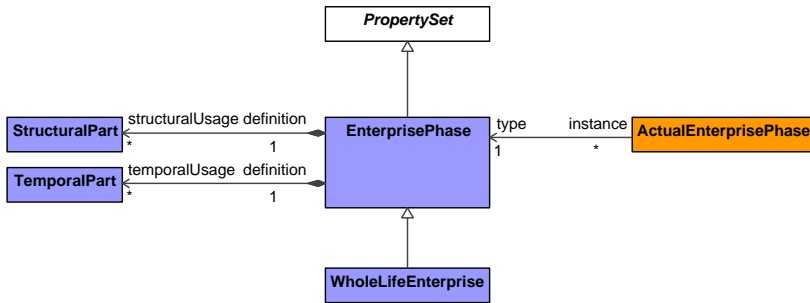 PropertySet
structuralUsage definition
StructuralPart
* 1
EnterprisePhase
type instance
ActualEnterprisePhase
1 *
temporalUsage definition
TemporalPart
* 1
WholeLifeEnterprise